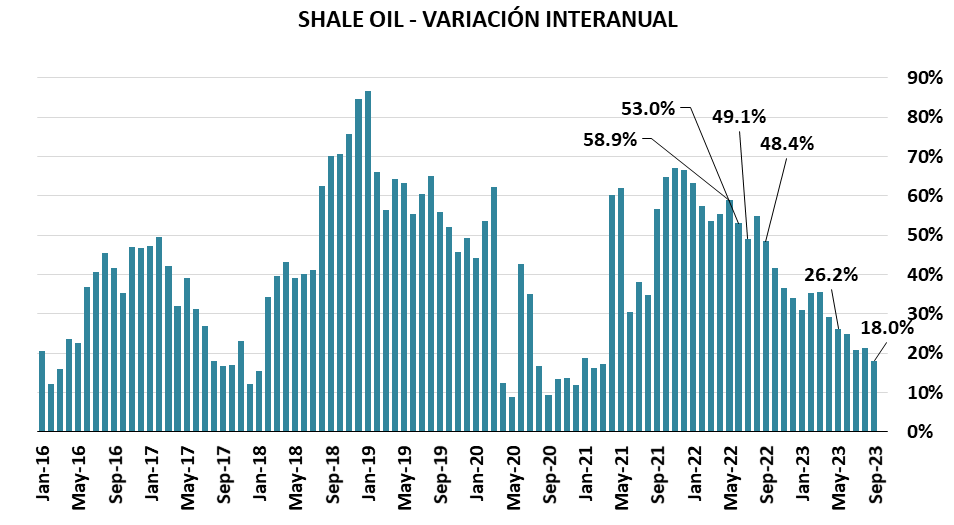 SHALE OIL - VARIACIÓN INTERANUAL
90%
80%
70%
60%
50%
40%
30%
20%
10%
0%
58.9%
53.0%
49.1%
48.4%
26.2%
18.0%
Jan-16
May-16
Sep-16
Jan-17
May-17
Sep-17
Jan-18
May-18
Sep-18
Jan-19
May-19
Sep-19
Jan-20
May-20
Sep-20
Jan-21
May-21
Sep-21
Jan-22
May-22
Sep-22
Jan-23
May-23
Sep-23